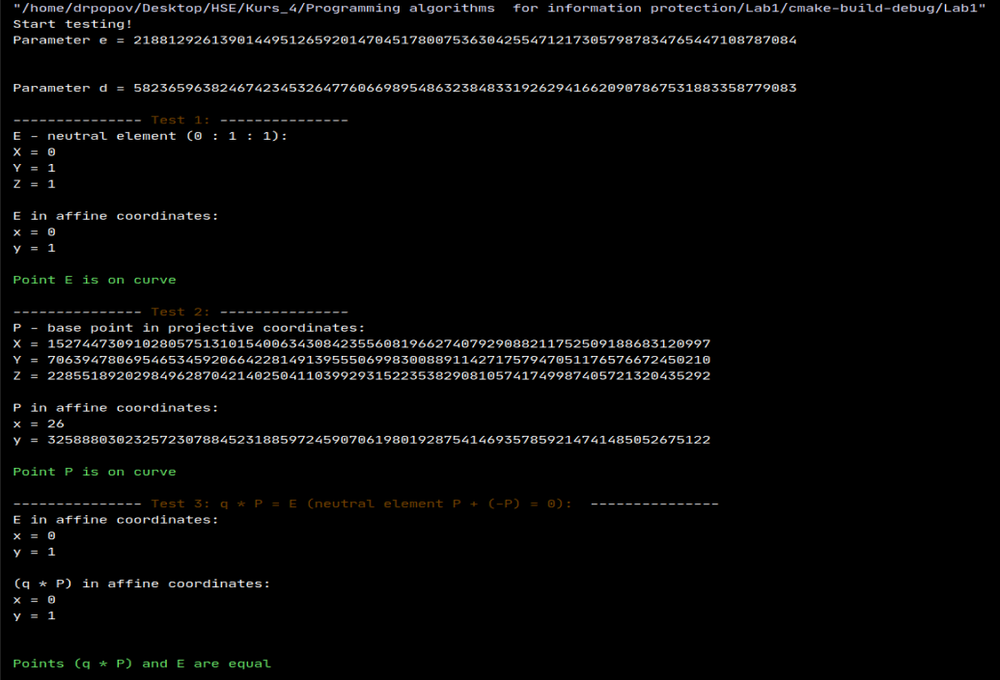 "/home/drpopov/Desktop/HSE/Kurs_4/Programming algorithms  for information protection/Lab1/cmake-build-debug/Lab1"
Start testing!
Parameter e = 21881292613901449512659201470451780075363042554712173057987834765447108787084
Parameter d = 58236596382467423453264776066989548632384833192629416620907867531883358779083
--------------- Test 1: ---------------
E - neutral element (0 : 1 : 1):
X = 0
Y = 1
Z = 1
E in affine coordinates:
x = 0
y = 1
Point E is on curve
--------------- Test 2: ---------------
P - base point in projective coordinates:
X = 15274473091028057513101540063430842355608196627407929088211752509188683120997
Y = 70639478069546534592066422814913955506998300889114271757947051176576672450210
Z = 22855189202984962870421402504110399293152235382908105741749987405721320435292
P in affine coordinates:
x = 26
y = 32588803023257230788452318859724590706198019287541469357859214741485052675122
Point P is on curve
--------------- Test 3: q * P = E (neutral element P + (-P) = 0):  ---------------
E in affine coordinates:
x = 0
y = 1
(q * P) in affine coordinates:
x = 0
y = 1
Points (q * P) and E are equal